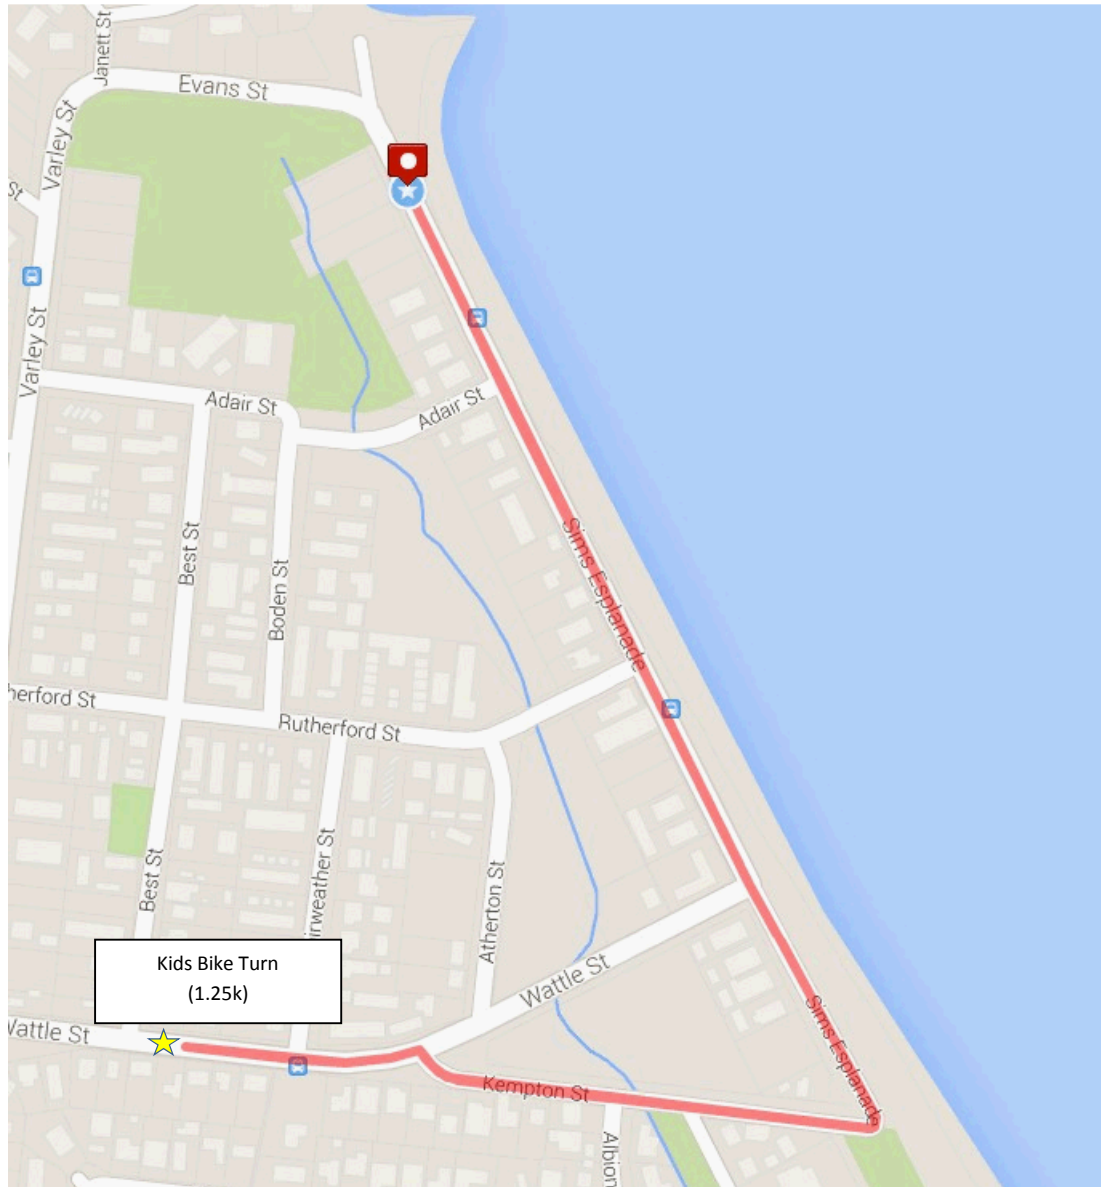 Janett St
Evans St
Varley St
St
Varley St
Adair St
Adair St
Best St
Boden St
Sims Esplanade
herford St
Rutherford St
Best St
irweather St
Atherton St
Kids Bike Turn
(1.25k)
Wattle St
Wattle St
Sims Esplanade
Kempton St
Albion